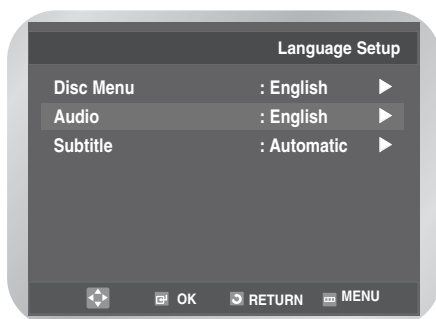 Language Setup
Disc Menu : English
Audio : English
Subtitle : Automatic
OK RETURN MENU